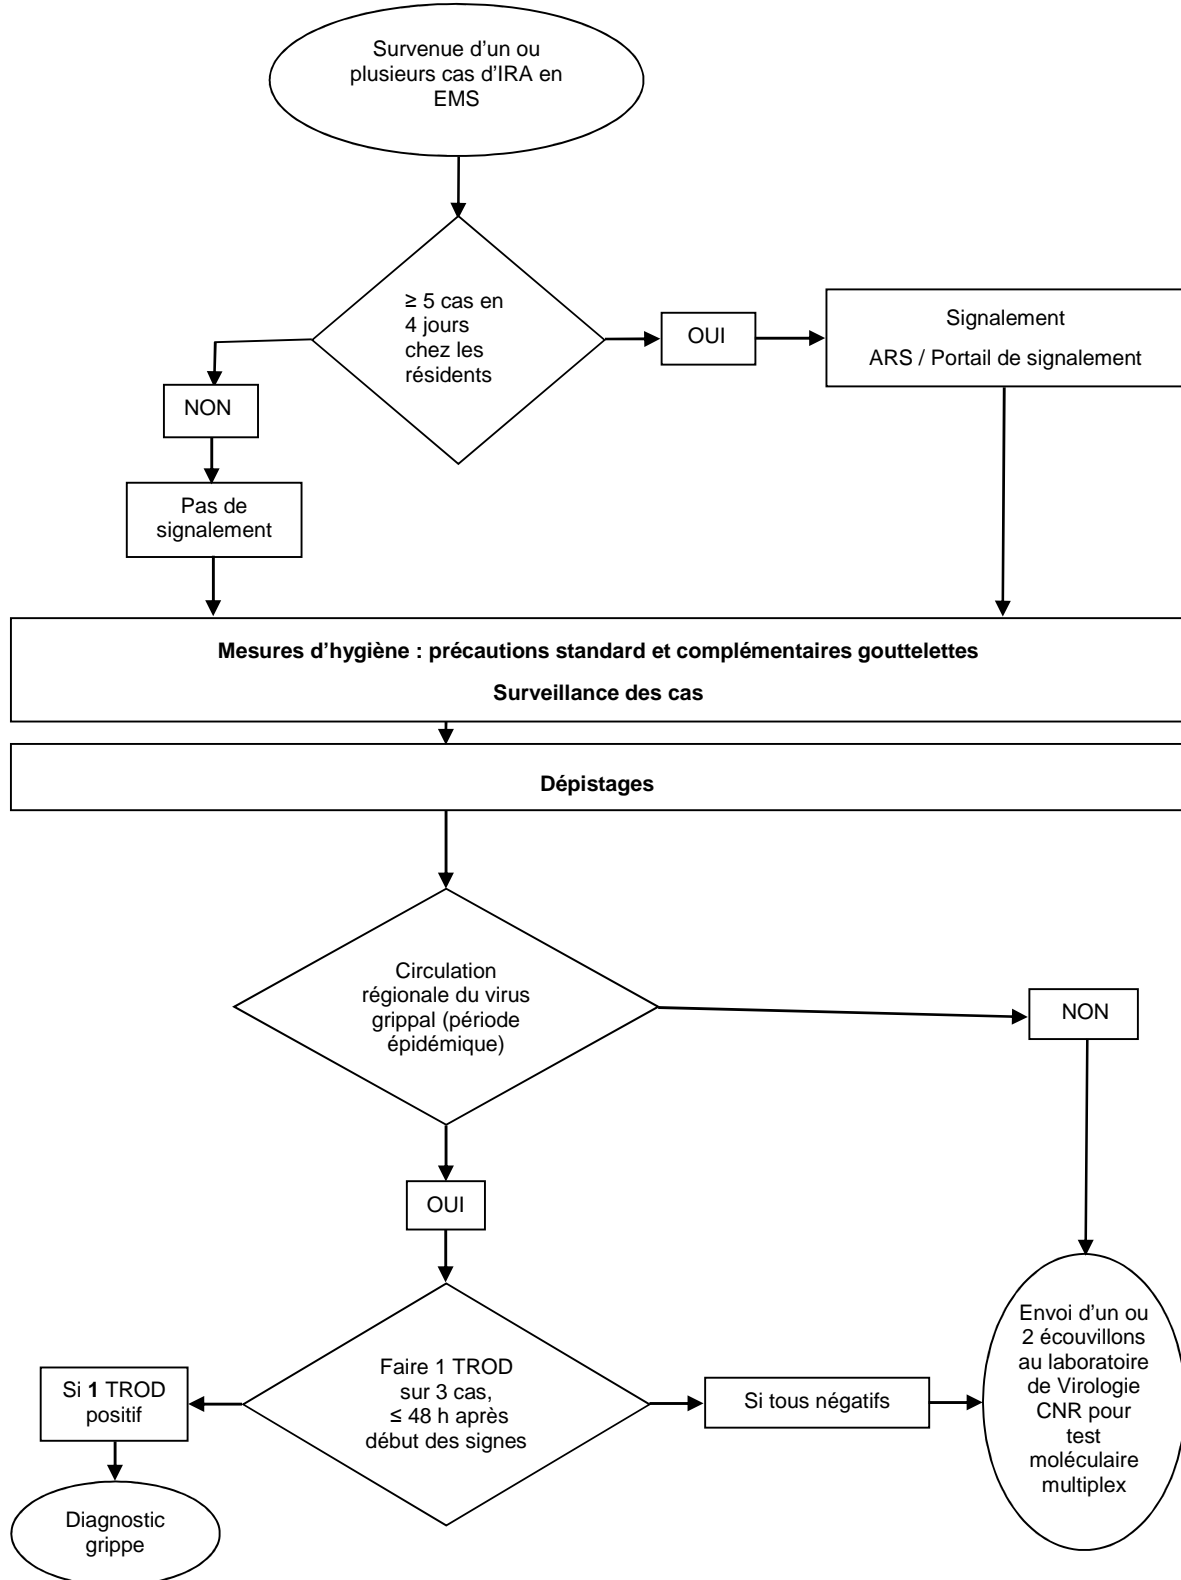 Survenue d'un ou
plusieurs cas d'IRA en
EMS
≥ 5 cas en
4 jours
chez les
résidents
OUI
Signalement
ARS / Portail de signalement
NON
Pas de
signalement
Mesures d'hygiène : précautions standard et complémentaires gouttelettes
Surveillance des cas
Dépistages
Circulation
régionale du virus
grippal (période
épidémique)
NON
OUI
Faire 1 TROD
sur 3 cas,
≤ 48 h après
début des signes
Si 1 TROD
positif
Si tous négatifs
Envoi d'un ou
2 écouvillons
au laboratoire
de Virologie
CNR pour
test
moléculaire
multiplex
Diagnostic
grippe